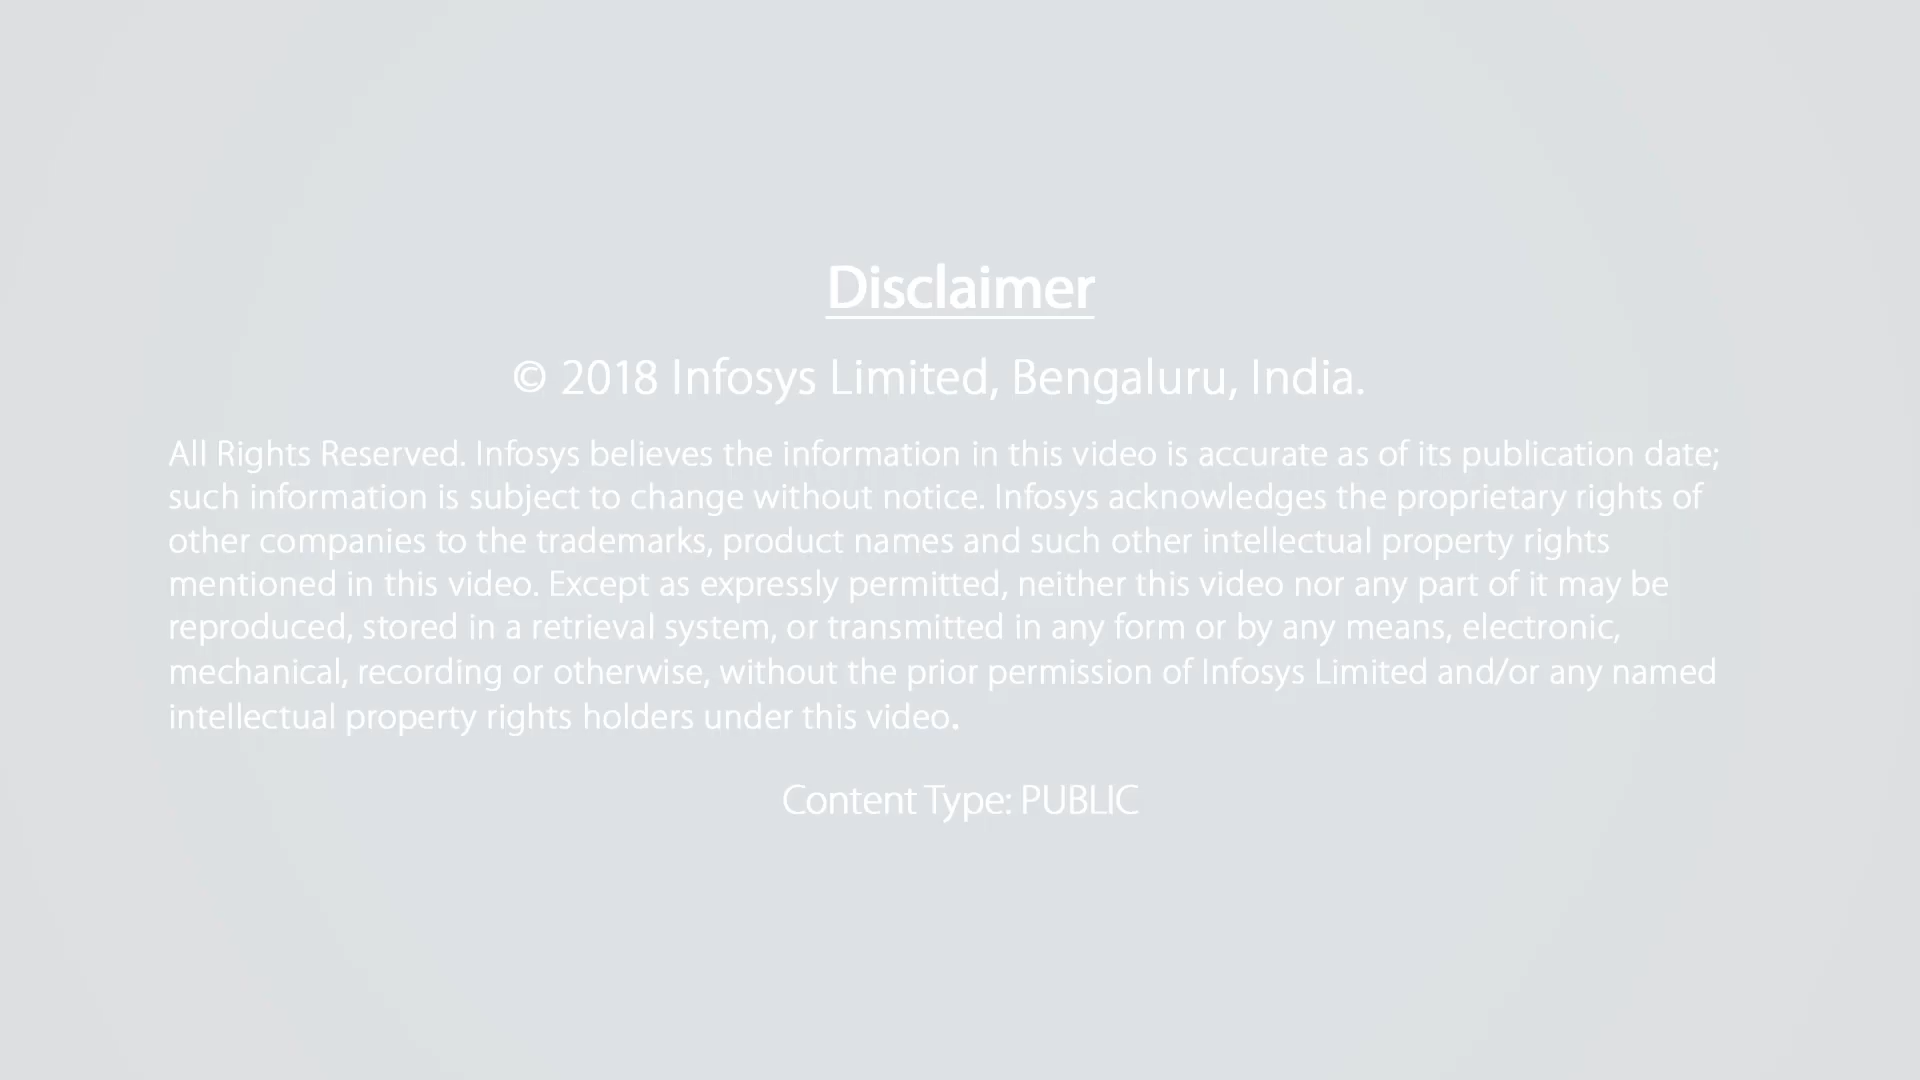 Disclaimer
© 2018 Infosys Limited, Bengaluru, India.
All Rights Reserved. Infosys believes the information in this video is accurate as of its publication date;
such information is subject to change without notice. Infosys acknowledges the proprietary rights of
other companies to the trademarks, product names and such other intellectual property rights
mentioned in this video. Except as expressly permitted, neither this video nor any part of it may be
reproduced, stored in a retrieval system, or transmitted in any form or by any means, electronic,
mechanical, recording or otherwise, without the prior permission of Infosys Limited and/or any named
intellectual property rights holders under this video.
Content Type: PUBLIC